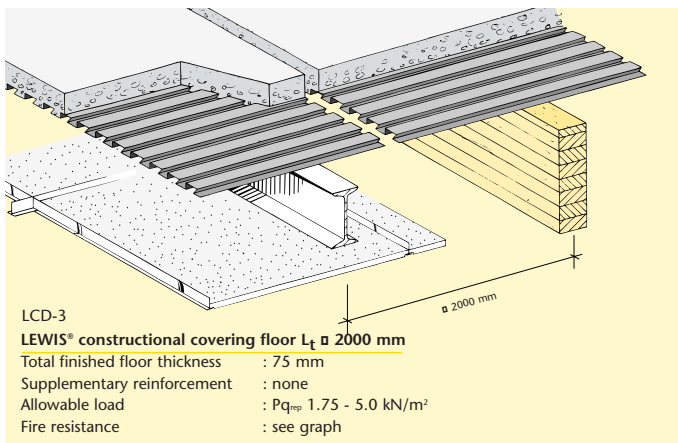 ¤ 2000 mm
LCD-3
LEWIS® constructional covering floor Lt ¤ 2000 mm
Total finished floor thickness : 75 mm
Supplementary reinforcement : none
Allowable load : Pqrep 1.75 - 5.0 kN/m²
Fire resistance : see graph